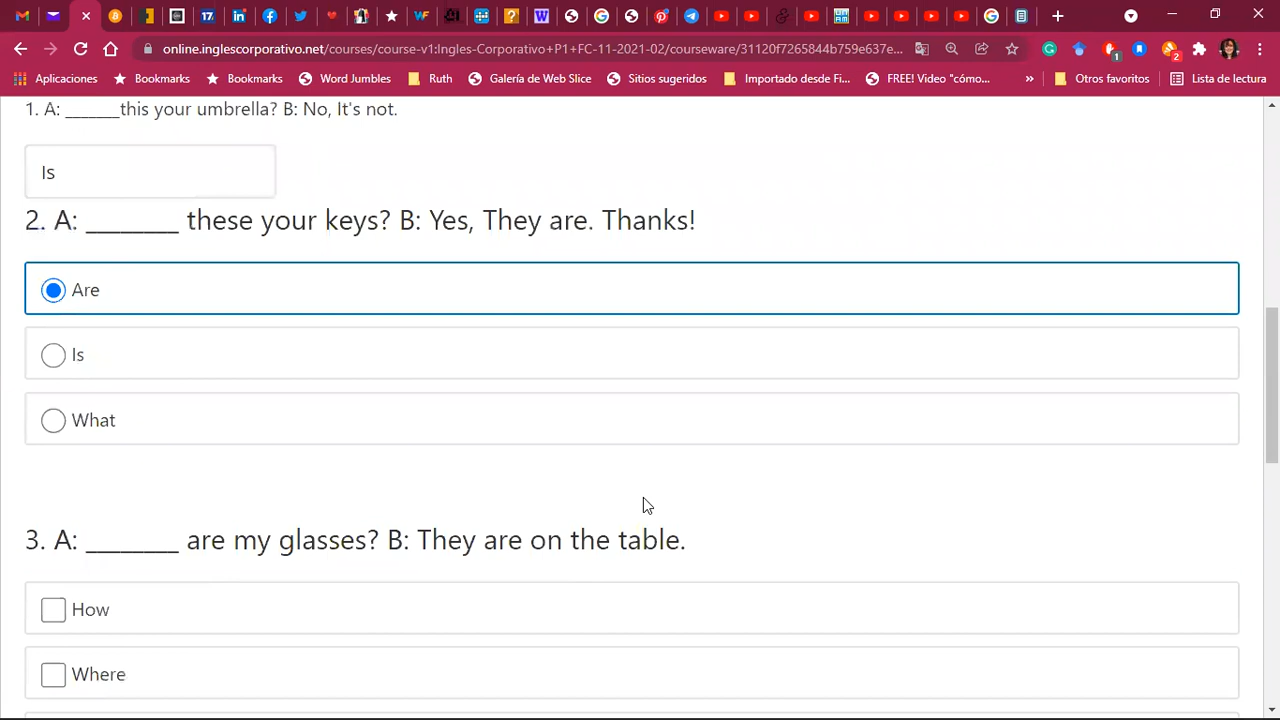 online.inglescorporativo.net/courses/course-v1:Ingles-Corporativo+P1+FC-11-2021-02/courseware/31120f7265844b759e637e...
Aplicaciones Bookmarks Bookmarks Word Jumbles Ruth Galería de Web Slice Sitios sugeridos Importado desde Fi... FREE! Video "cómo... » Otros favoritos Lista de lectura
1. A: _______this your umbrella? B: No, It's not.
Is
2. A: ________ these your keys? B: Yes, They are. Thanks!
Are
Is
What
3. A: ________ are my glasses? B: They are on the table.
How
Where